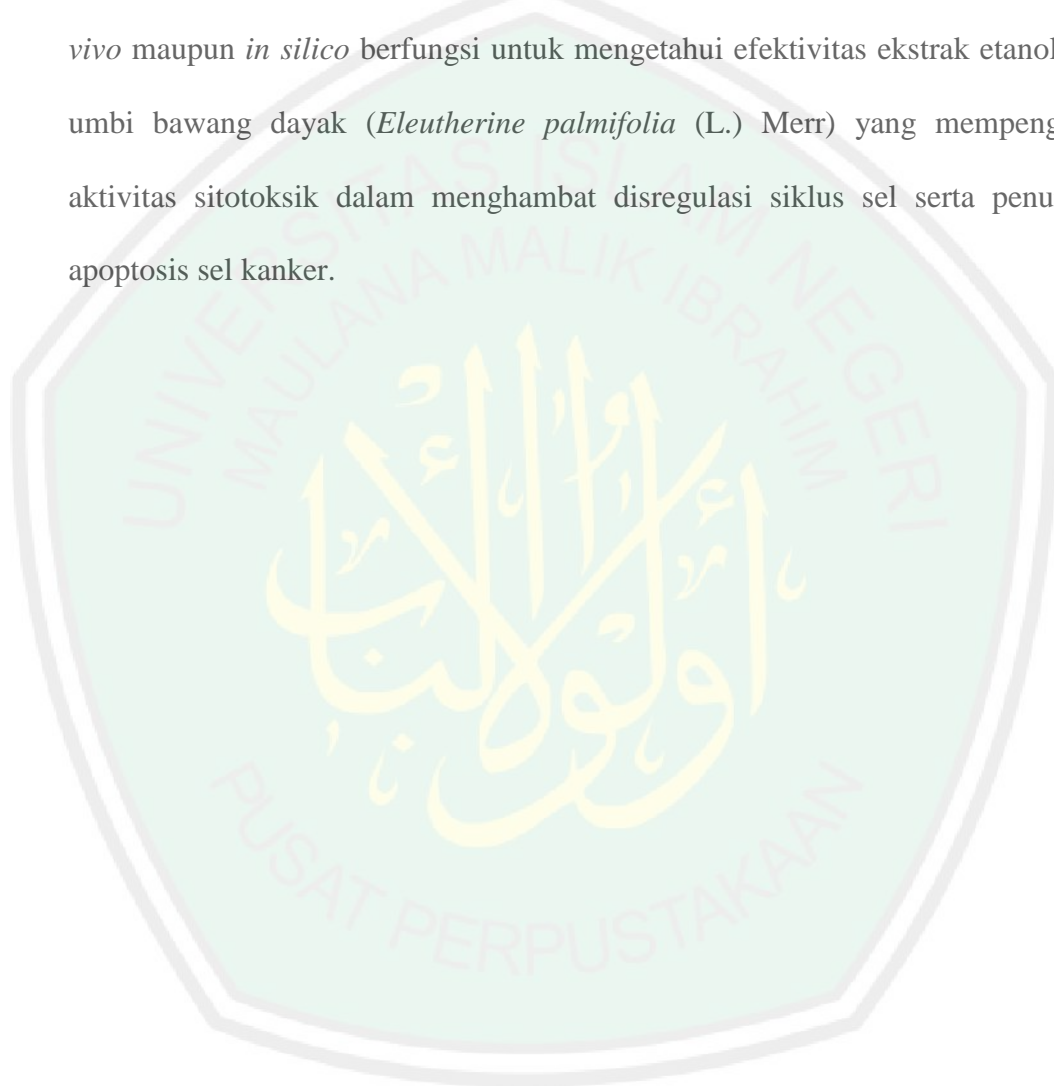 vivo maupun in silico berfungsi untuk mengetahui efektivitas ekstrak etanol
umbi bawang dayak (Eleutherine palmifolia (L.) Merr) yang mempeng
aktivitas sitotoksik dalam menghambat disregulasi siklus sel serta penu
apoptosis sel kanker.
UNIVERSITAS ISLAM NEGERI
MAULANA MALIK IBRAHIM
أولوا الألباب
PUSAT PERPUSTAKAAN